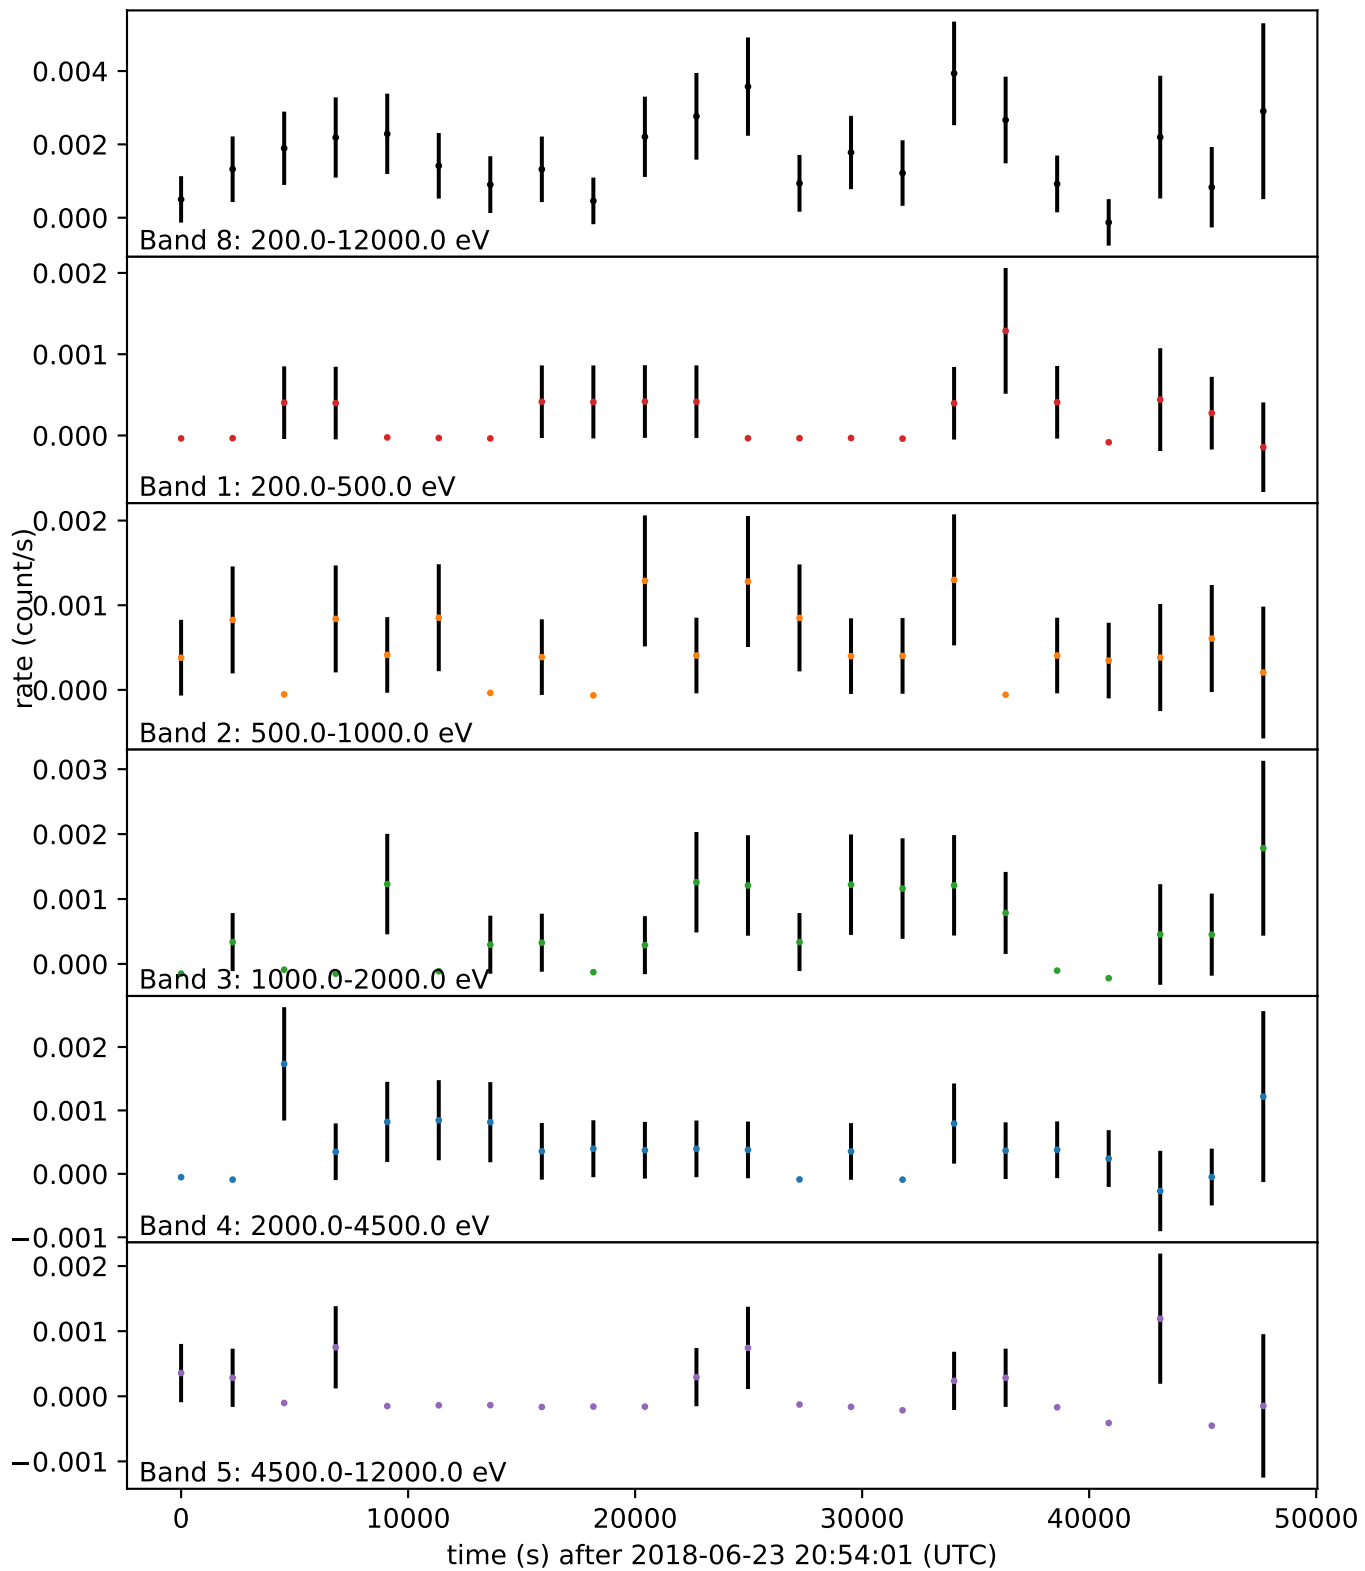 0.004
0.002
0.000
Band 8: 200.0-12000.0 eV
0.002
0.001
0.000
Band 1: 200.0-500.0 eV
0.002
0.001
0.000
Band 2: 500.0-1000.0 eV
rate (count/s)
0.003
0.002
0.001
0.000
Band 3: 1000.0-2000.0 eV
0.002
0.001
0.000
−0.001
Band 4: 2000.0-4500.0 eV
0.002
0.001
0.000
−0.001
Band 5: 4500.0-12000.0 eV
0 10000 20000 30000 40000 50000
time (s) after 2018-06-23 20:54:01 (UTC)